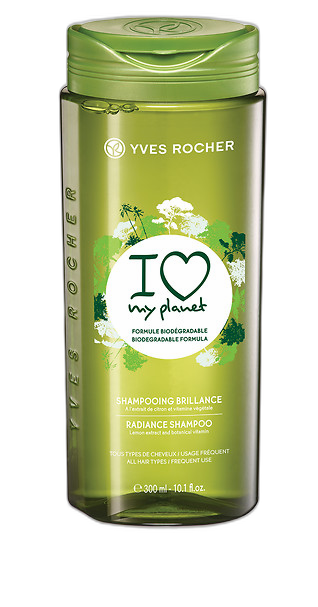 YVES ROCHER
YVES ROCHER
I ♡
my planet
FORMULE BIODÉGRADABLE
BIODEGRADABLE FORMULA
SHAMPOOING BRILLANCE
A l'extrait de citron et vitamine végétale
RADIANCE SHAMPOO
Lemon extract and botanical vitamin
TOUS TYPES DE CHEVEUX / USAGE FRÉQUENT
ALL HAIR TYPES / FREQUENT USE
℮ 300 ml - 10.1 fl.oz.